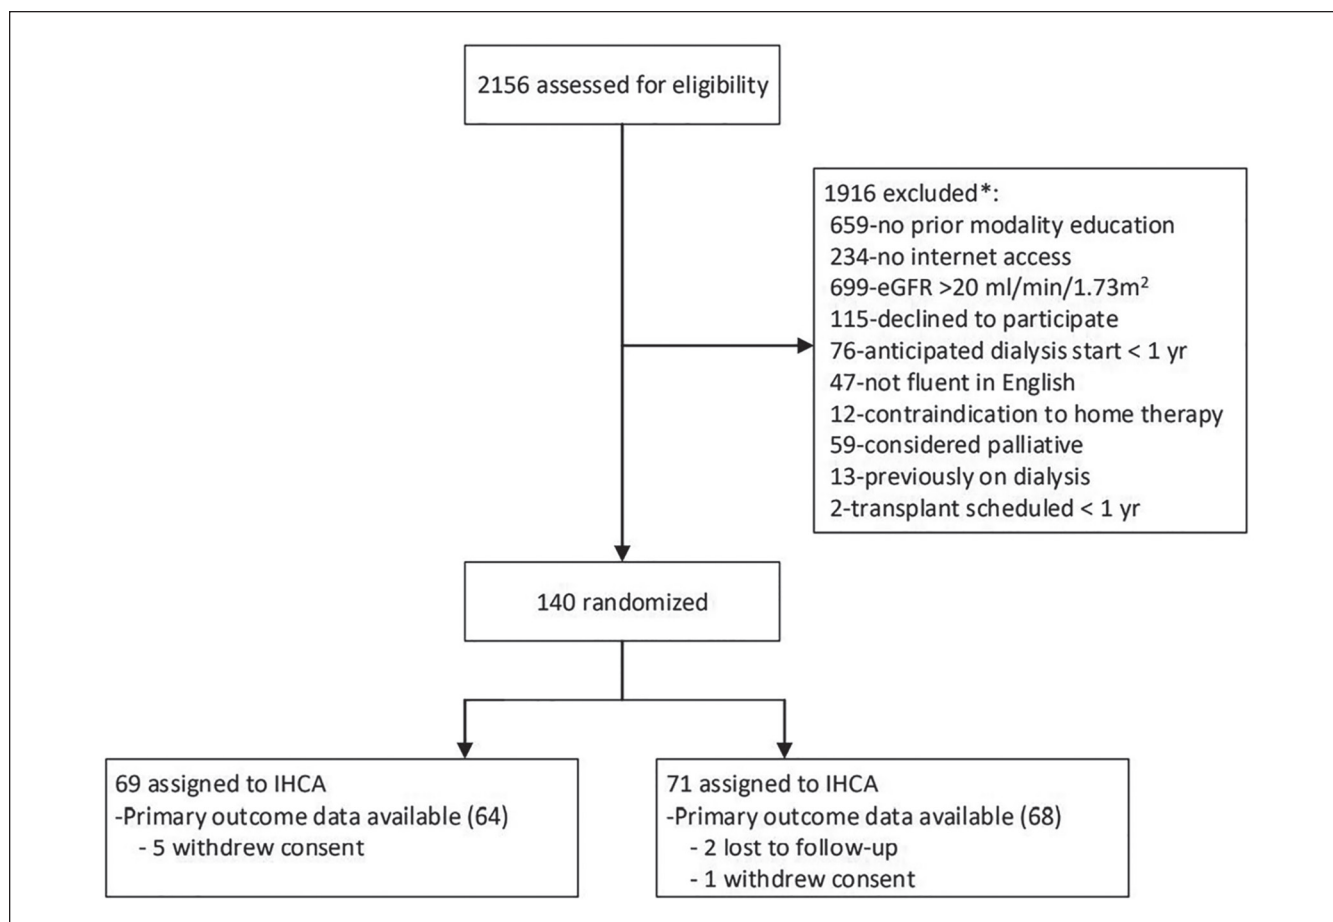 2156 assessed for eligibility
1916 excluded*:
659-no prior modality education
234-no internet access
699-eGFR >20 ml/min/1.73m²
115-declined to participate
76-anticipated dialysis start < 1 yr
47-not fluent in English
12-contraindication to home therapy
59-considered palliative
13-previously on dialysis
2-transplant scheduled < 1 yr
140 randomized
69 assigned to IHCA
-Primary outcome data available (64)
- 5 withdrew consent
71 assigned to IHCA
-Primary outcome data available (68)
- 2 lost to follow-up
- 1 withdrew consent